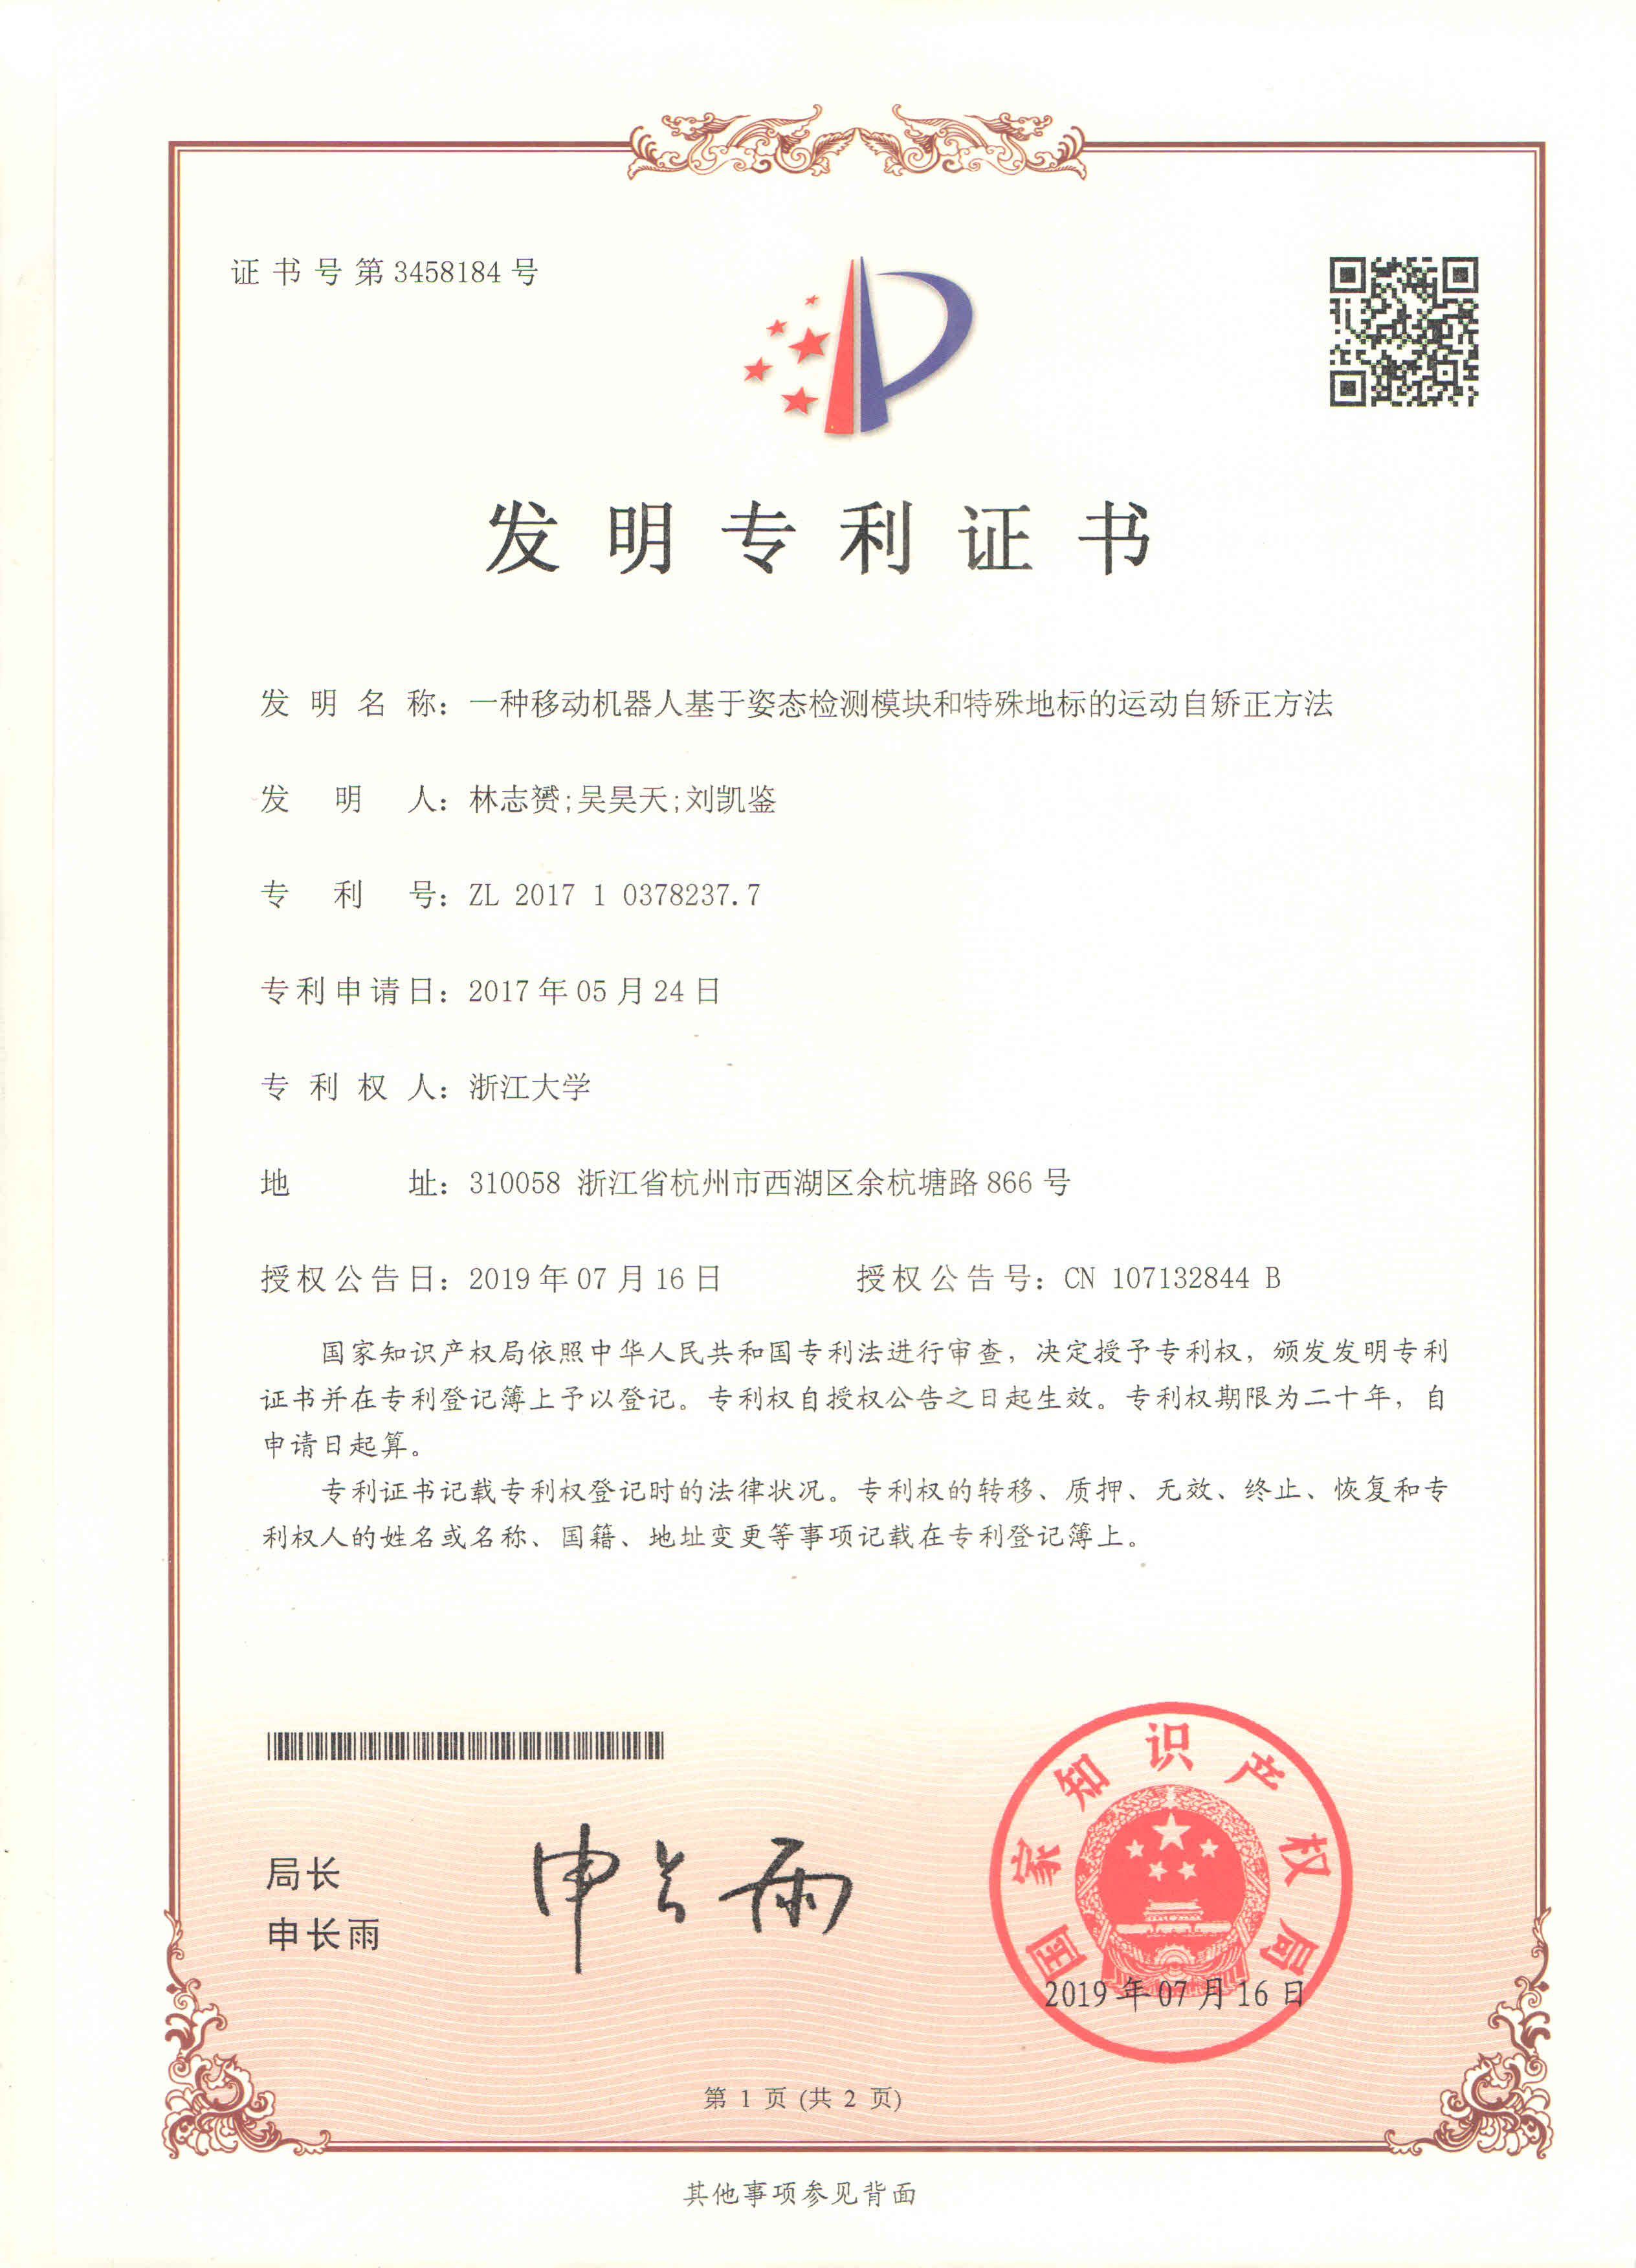 证书号第3458184号
发明专利证书
发明名称：一种移动机器人基于姿态检测模块和特殊地标的运动自矫正方法
发明人：林志赟;吴昊天;刘凯鉴
专利号：ZL 2017 1 0378237.7
专利申请日：2017年05月24日
专利权人：浙江大学
地址：310058 浙江省杭州市西湖区余杭塘路866号
授权公告日：2019年07月16日 授权公告号：CN 107132844 B
国家知识产权局依照中华人民共和国专利法进行审查，决定授予专利权，颁发发明专利
证书并在专利登记簿上予以登记。专利权自授权公告之日起生效。专利权期限为二十年，自
申请日起算。
专利证书记载专利权登记时的法律状况。专利权的转移、质押、无效、终止、恢复和专
利权人的姓名或名称、国籍、地址变更等事项记载在专利登记簿上。
局长
申长雨
申长雨
国家知识产权局
2019年07月16日
第 1 页 (共 2 页)
其他事项参见背面